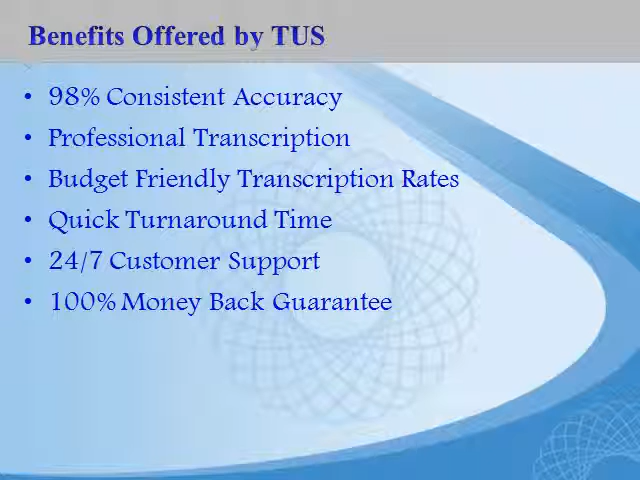 Benefits Offered by TUS
• 98% Consistent Accuracy
• Professional Transcription
• Budget Friendly Transcription Rates
• Quick Turnaround Time
• 24/7 Customer Support
• 100% Money Back Guarantee